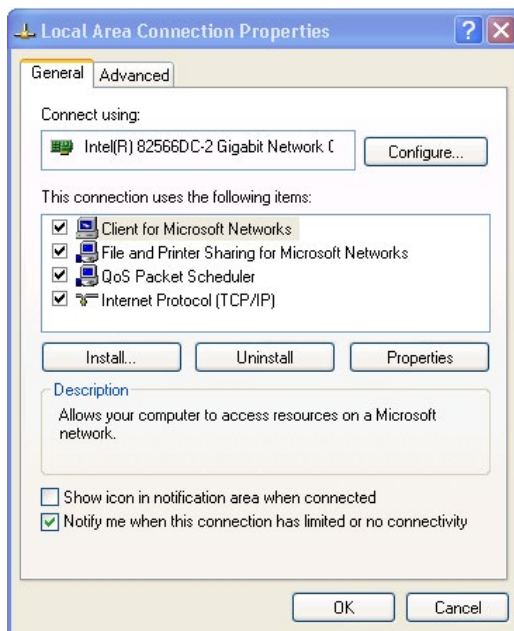 Local Area Connection Properties
General
Advanced
Connect using:
Intel(R) 82566DC-2 Gigabit Network C
Configure...
This connection uses the following items:
Client for Microsoft Networks
File and Printer Sharing for Microsoft Networks
QoS Packet Scheduler
Internet Protocol (TCP/IP)
Install...
Uninstall
Properties
Description
Allows your computer to access resources on a Microsoft
network.
Show icon in notification area when connected
Notify me when this connection has limited or no connectivity
OK
Cancel